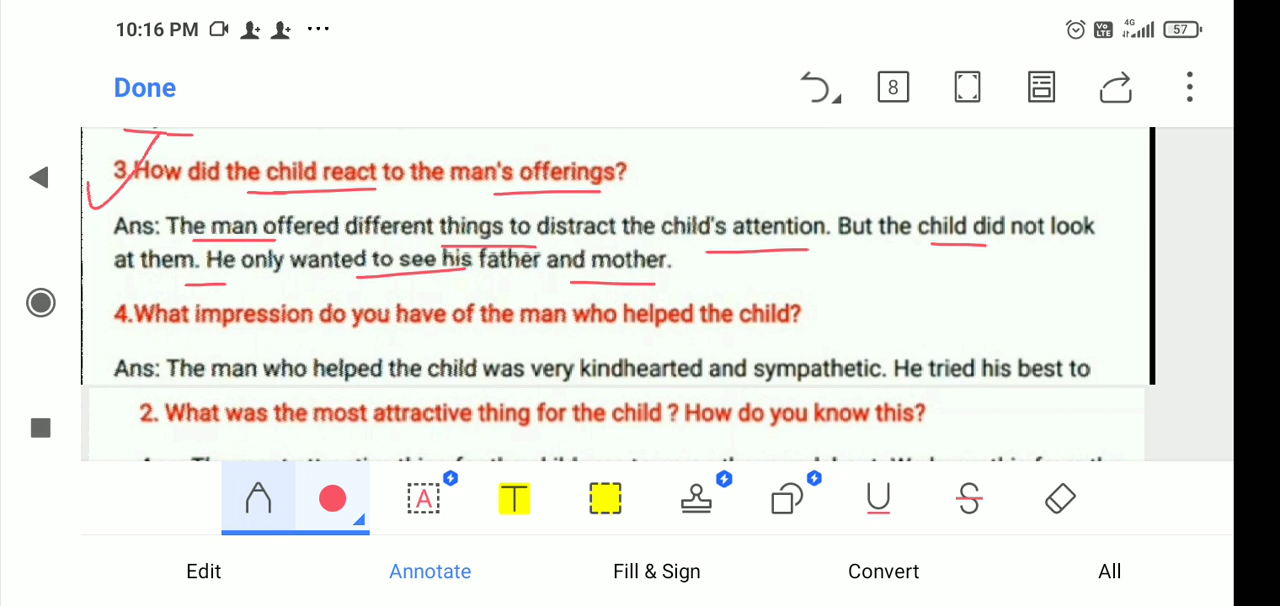 10:16 PM ...
Vo LTE 4G 57
Done
8
3.How did the child react to the man's offerings?
Ans: The man offered different things to distract the child's attention. But the child did not look
at them. He only wanted to see his father and mother.
4.What impression do you have of the man who helped the child?
Ans: The man who helped the child was very kindhearted and sympathetic. He tried his best to
2. What was the most attractive thing for the child ? How do you know this?
A T U S
Edit Annotate Fill & Sign Convert All